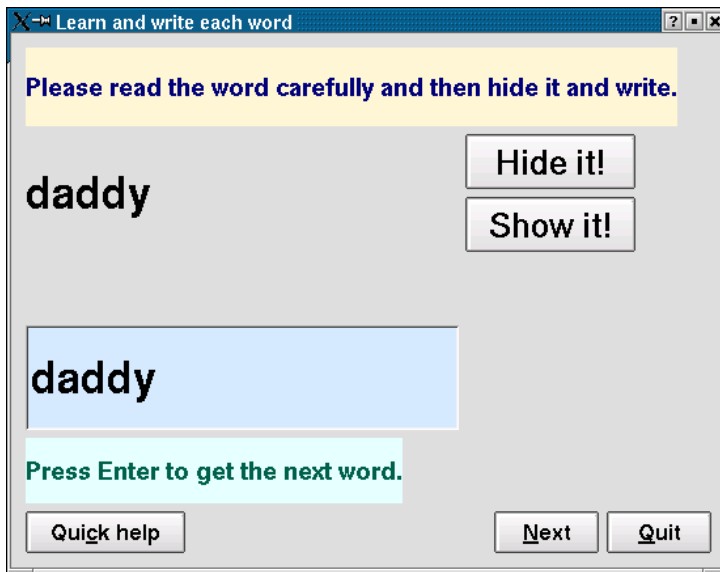 Learn and write each word
Please read the word carefully and then hide it and write.
Hide it!
daddy
Show it!
daddy
Press Enter to get the next word.
Quick help
Next
Quit